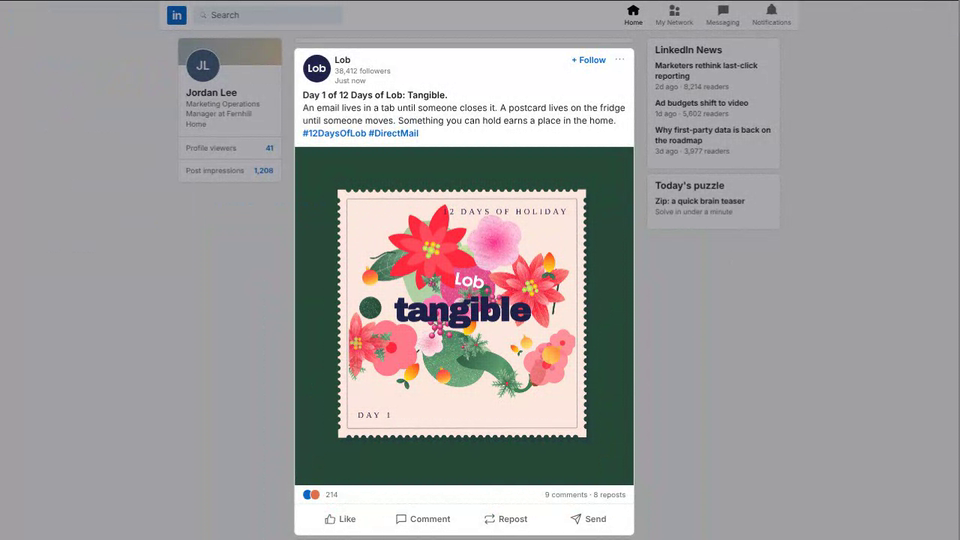 in
Search
Home
My Network
Messaging
Notifications
JL
Jordan Lee
Marketing Operations
Manager at Fernhill
Home
Profile viewers 41
Post impressions 1,208
Lob
Lob
38,412 followers
Just now
+ Follow
Day 1 of 12 Days of Lob: Tangible.
An email lives in a tab until someone closes it. A postcard lives on the fridge
until someone moves. Something you can hold earns a place in the home.
#12DaysOfLob #DirectMail
12 DAYS OF HOLIDAY
Lob
tangible
DAY 1
214
9 comments · 8 reposts
Like
Comment
Repost
Send
LinkedIn News
Marketers rethink last-click
reporting
2d ago · 8,214 readers
Ad budgets shift to video
1d ago · 5,602 readers
Why first-party data is back on
the roadmap
3d ago · 3,977 readers
Today's puzzle
Zip: a quick brain teaser
Solve in under a minute